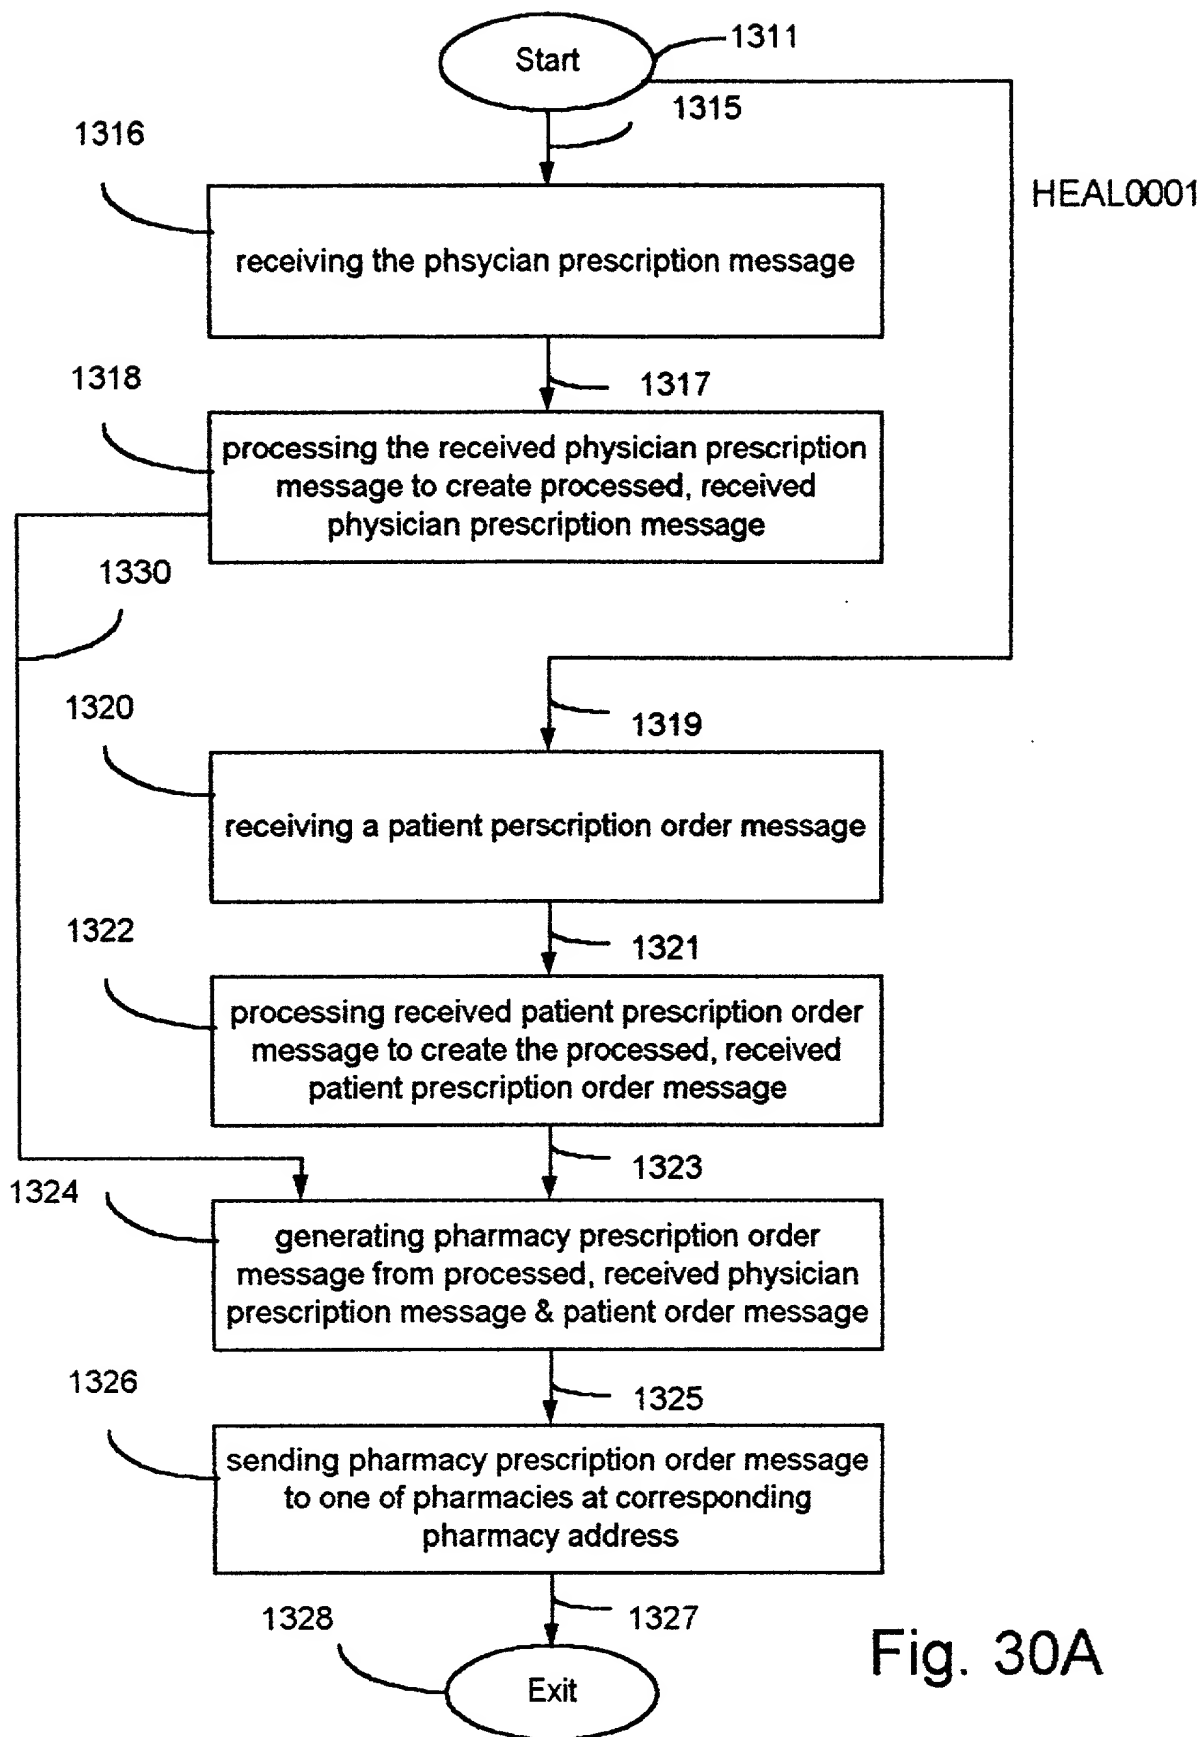 Start
1311
1315
1316
HEAL0001
receiving the phsycian prescription message
1317
1318
processing the received physician prescription
message to create processed, received
physician prescription message
1330
1320
1319
receiving a patient perscription order message
1322
1321
processing received patient prescription order
message to create the processed, received
patient prescription order message
1323
1324
generating pharmacy prescription order
message from processed, received physician
prescription message & patient order message
1326
1325
sending pharmacy prescription order message
to one of pharmacies at corresponding
pharmacy address
1328
1327
Exit
Fig. 30A